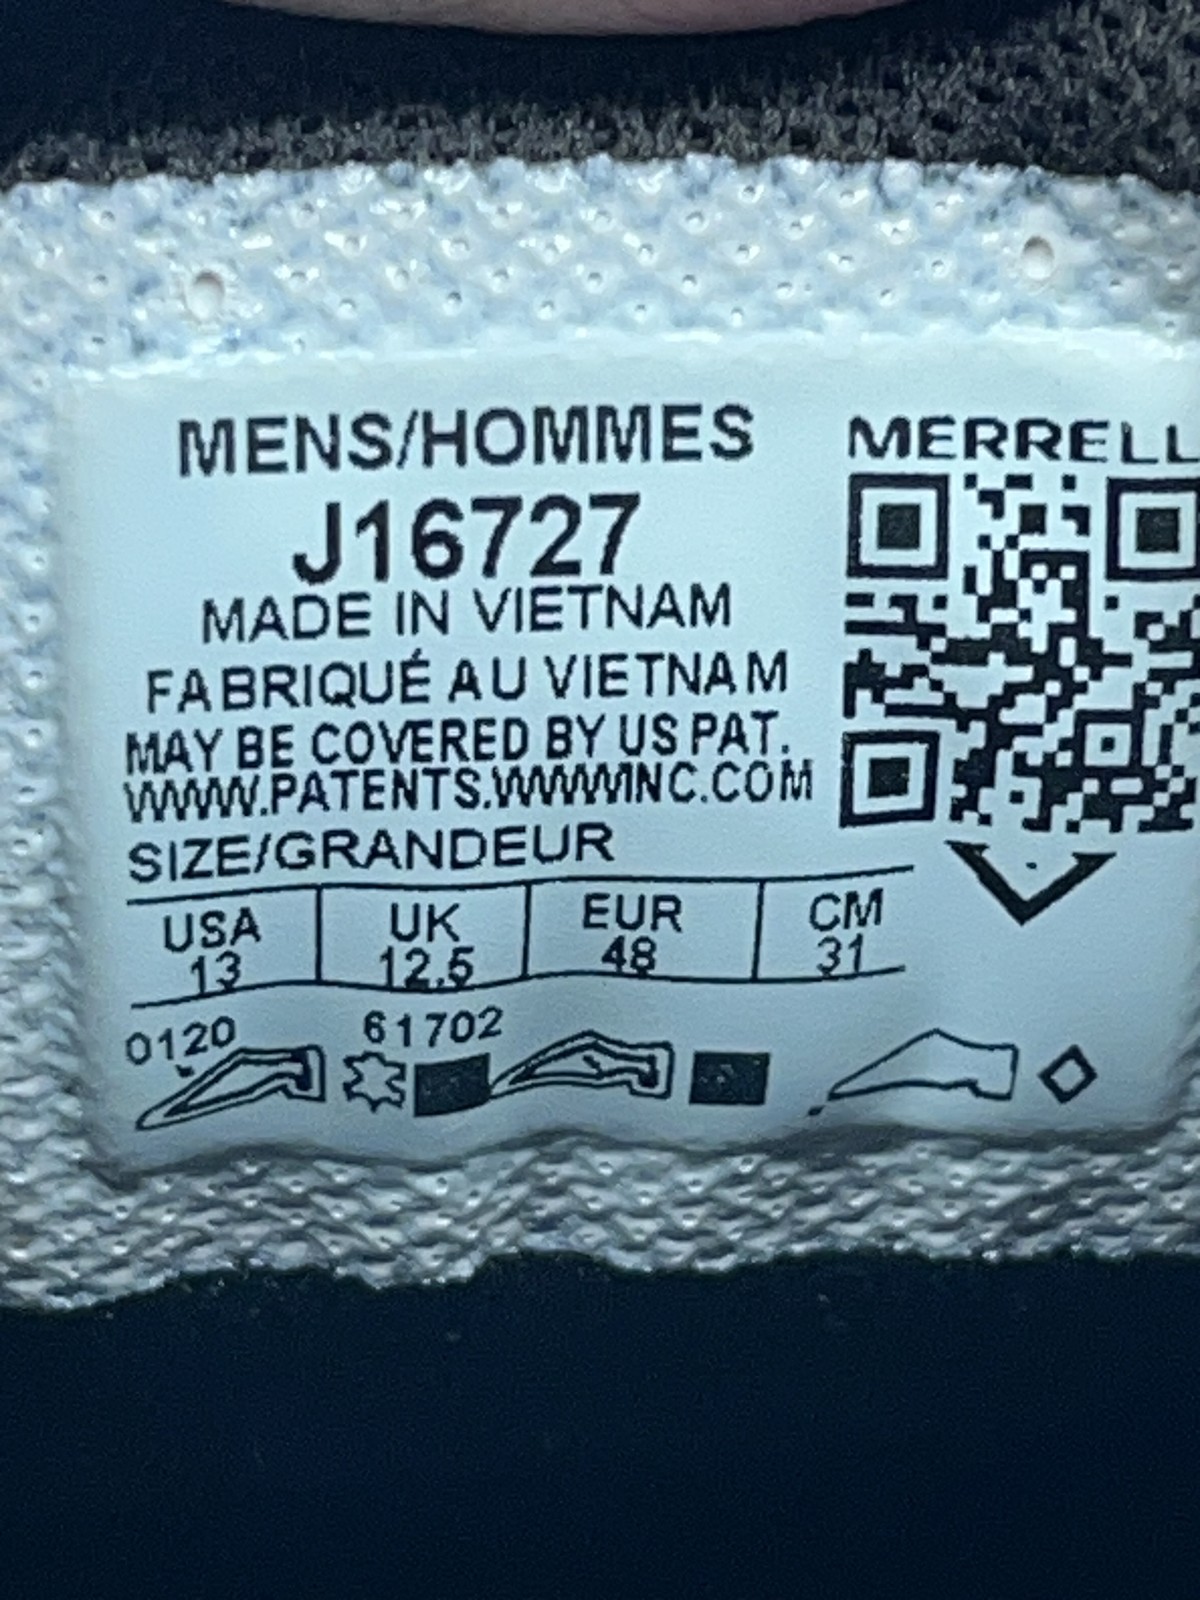 MENS/HOMMES
J16727
MADE IN VIETNAM
FABRIQUÉ AU VIETNAM
MAY BE COVERED BY US PAT.
WWW.PATENTS.WWWINC.COM
SIZE/GRANDEUR
USA UK EUR CM
13 12.5 48 31
0120 61702
MERRELL